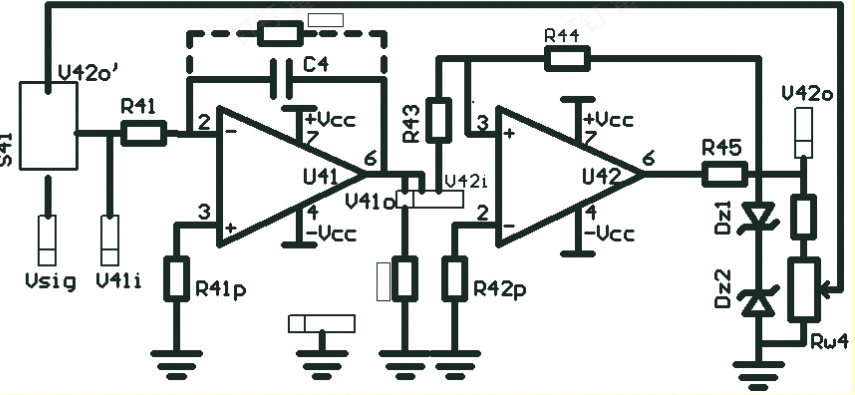 R44
V42o'
C4
V42o
R41
+Vcc
R43
+Vcc
2
-
7
3
+
7
S41
6
6
R45
U41
V42i
U42
V41o
Dz1
3
+
4
-Vcc
2
-
4
-Vcc
Vsig
V41i
R41p
R42p
Dz2
Rw4